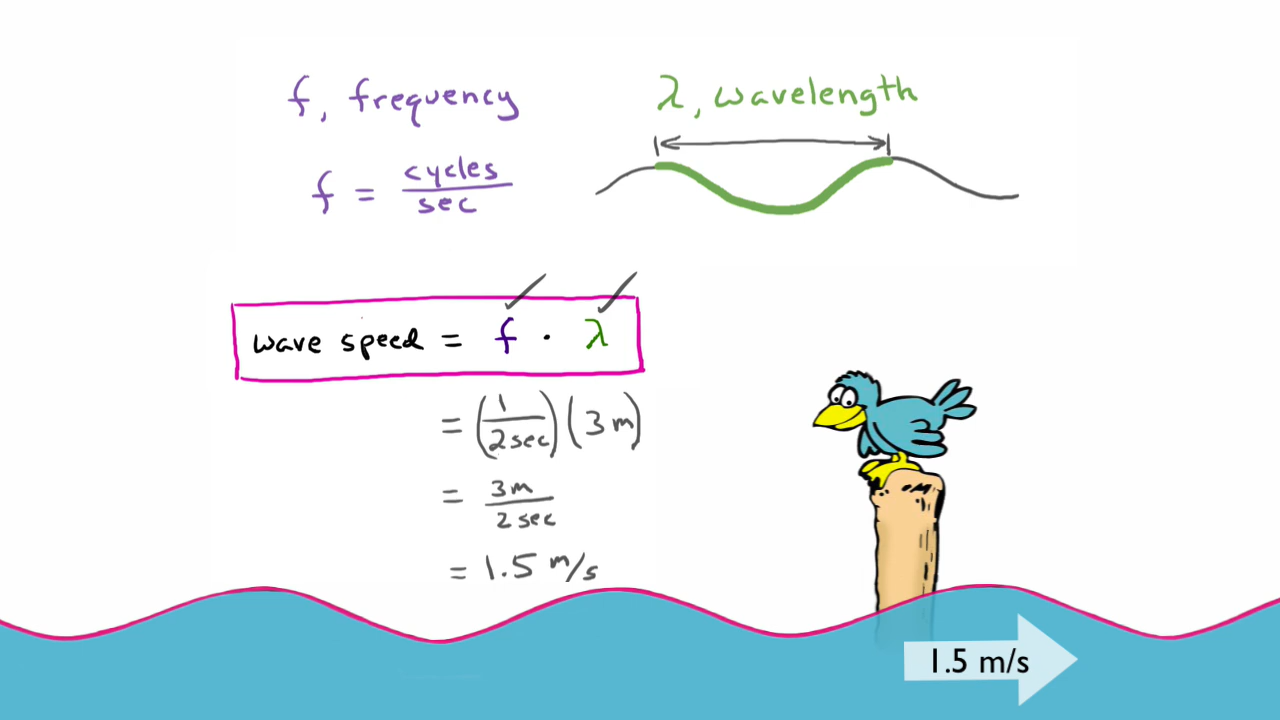 f, frequency
λ, wavelength
f = cycles/sec
wave speed = f · λ
= (1/2sec)(3m)
= 3m/2sec
= 1.5 m/s
1.5 m/s